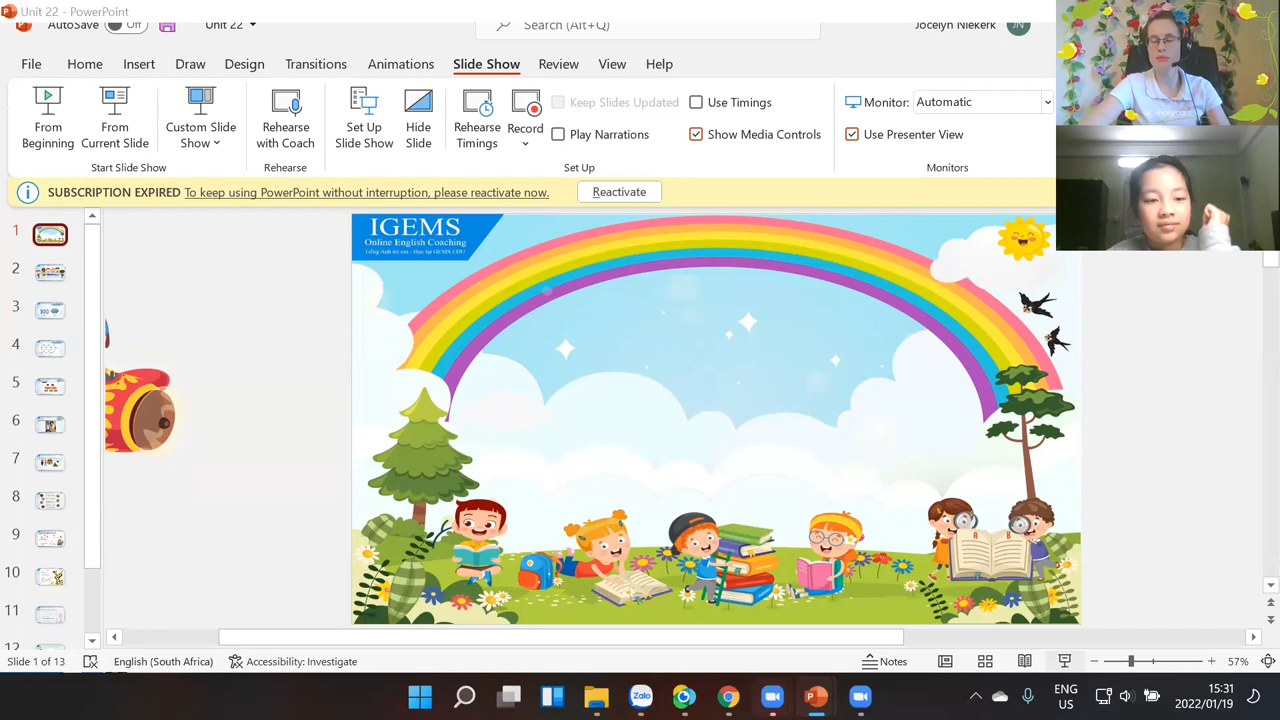 Unit 22 - PowerPoint
AutoSave Off Unit 22 Search (Alt+Q) Jocelyn Niekerk JN
File Home Insert Draw Design Transitions Animations Slide Show Review View Help
From Beginning
From Current Slide
Custom Slide Show
Start Slide Show
Rehearse with Coach
Rehearse
Set Up Slide Show
Hide Slide
Rehearse Timings
Record
Keep Slides Updated
Use Timings
Play Narrations
Show Media Controls
Set Up
Monitor: Automatic
Use Presenter View
Monitors
SUBSCRIPTION EXPIRED To keep using PowerPoint without interruption, please reactivate now. Reactivate
1
2
3
100
4
5
6
7
8
9
10
11
12
IGEMS
Online English Coaching
A B
Slide 1 of 13 English (South Africa) Accessibility: Investigate Notes 57%
Zalo
ENG
US
15:31
2022/01/19